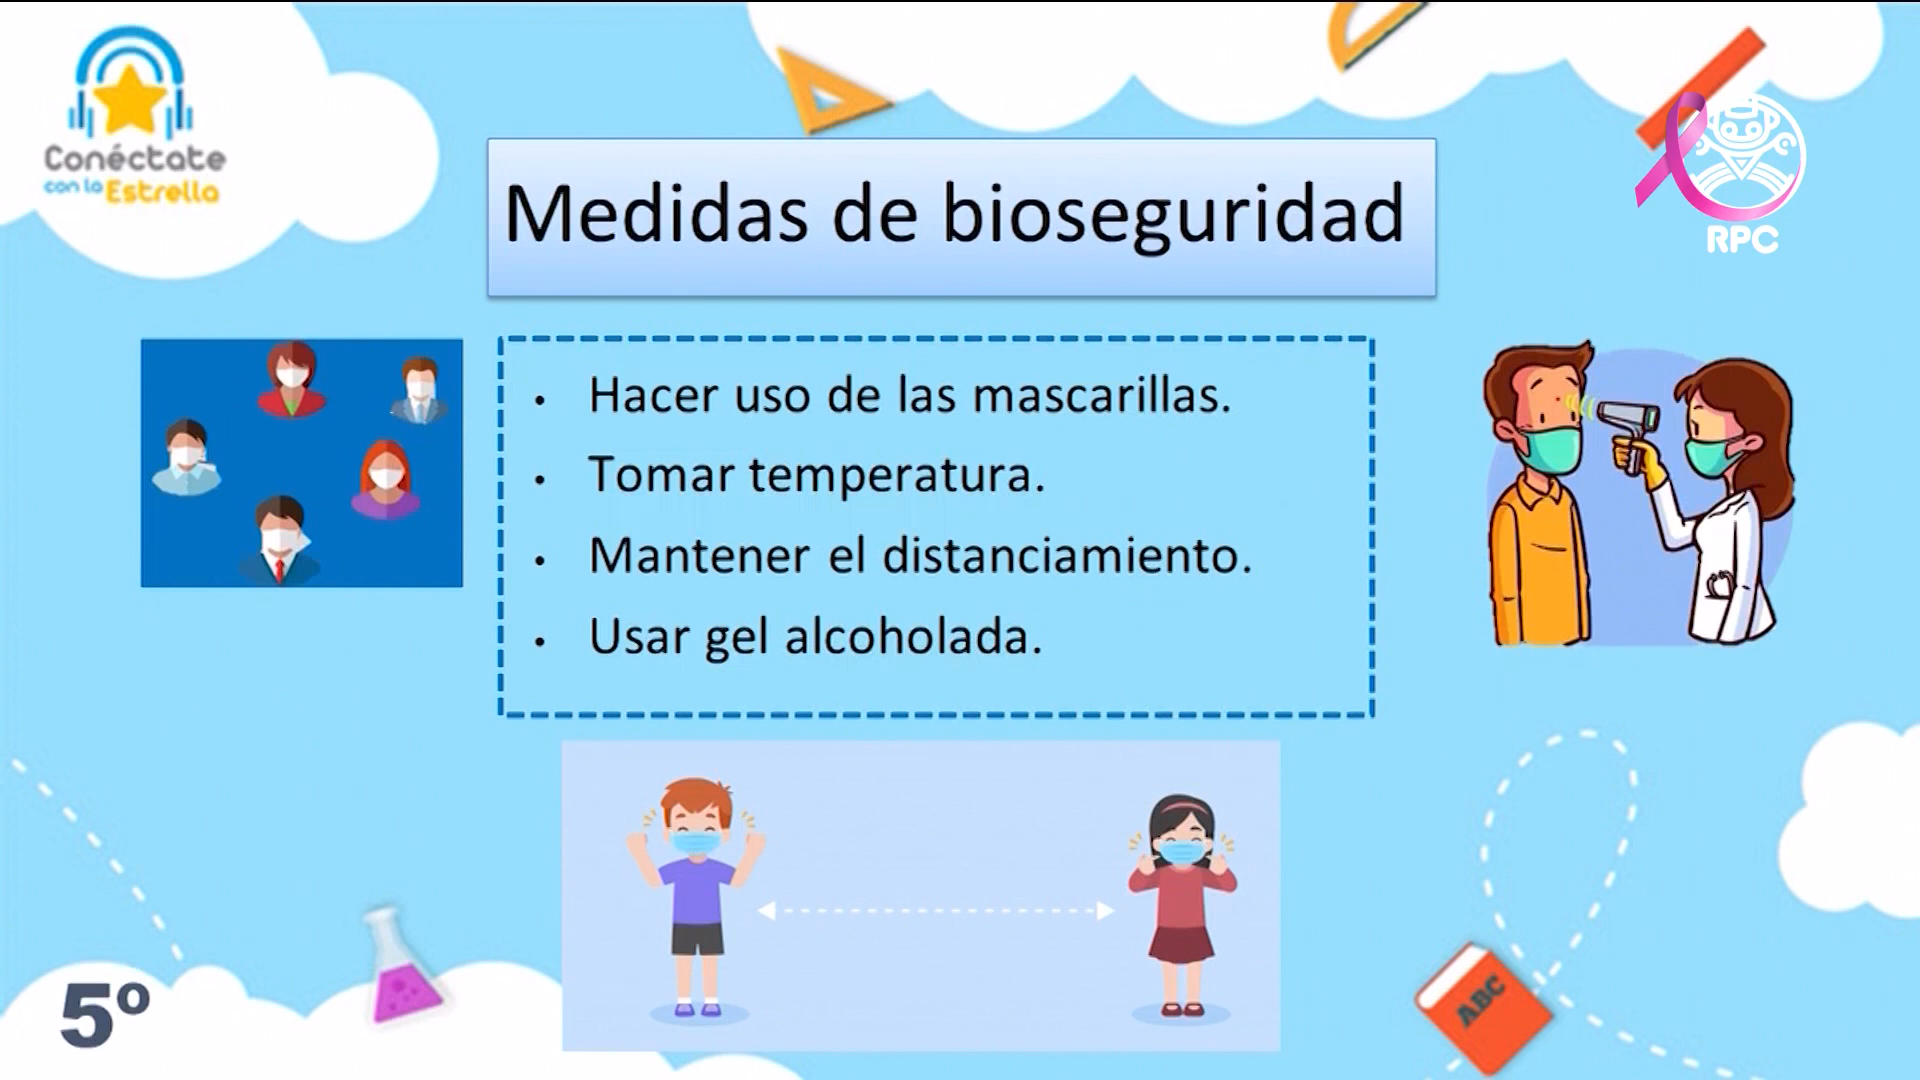 Conéctate
con la Estrella
RPC
Medidas de bioseguridad
• Hacer uso de las mascarillas.
• Tomar temperatura.
• Mantener el distanciamiento.
• Usar gel alcoholada.
5º
ABC